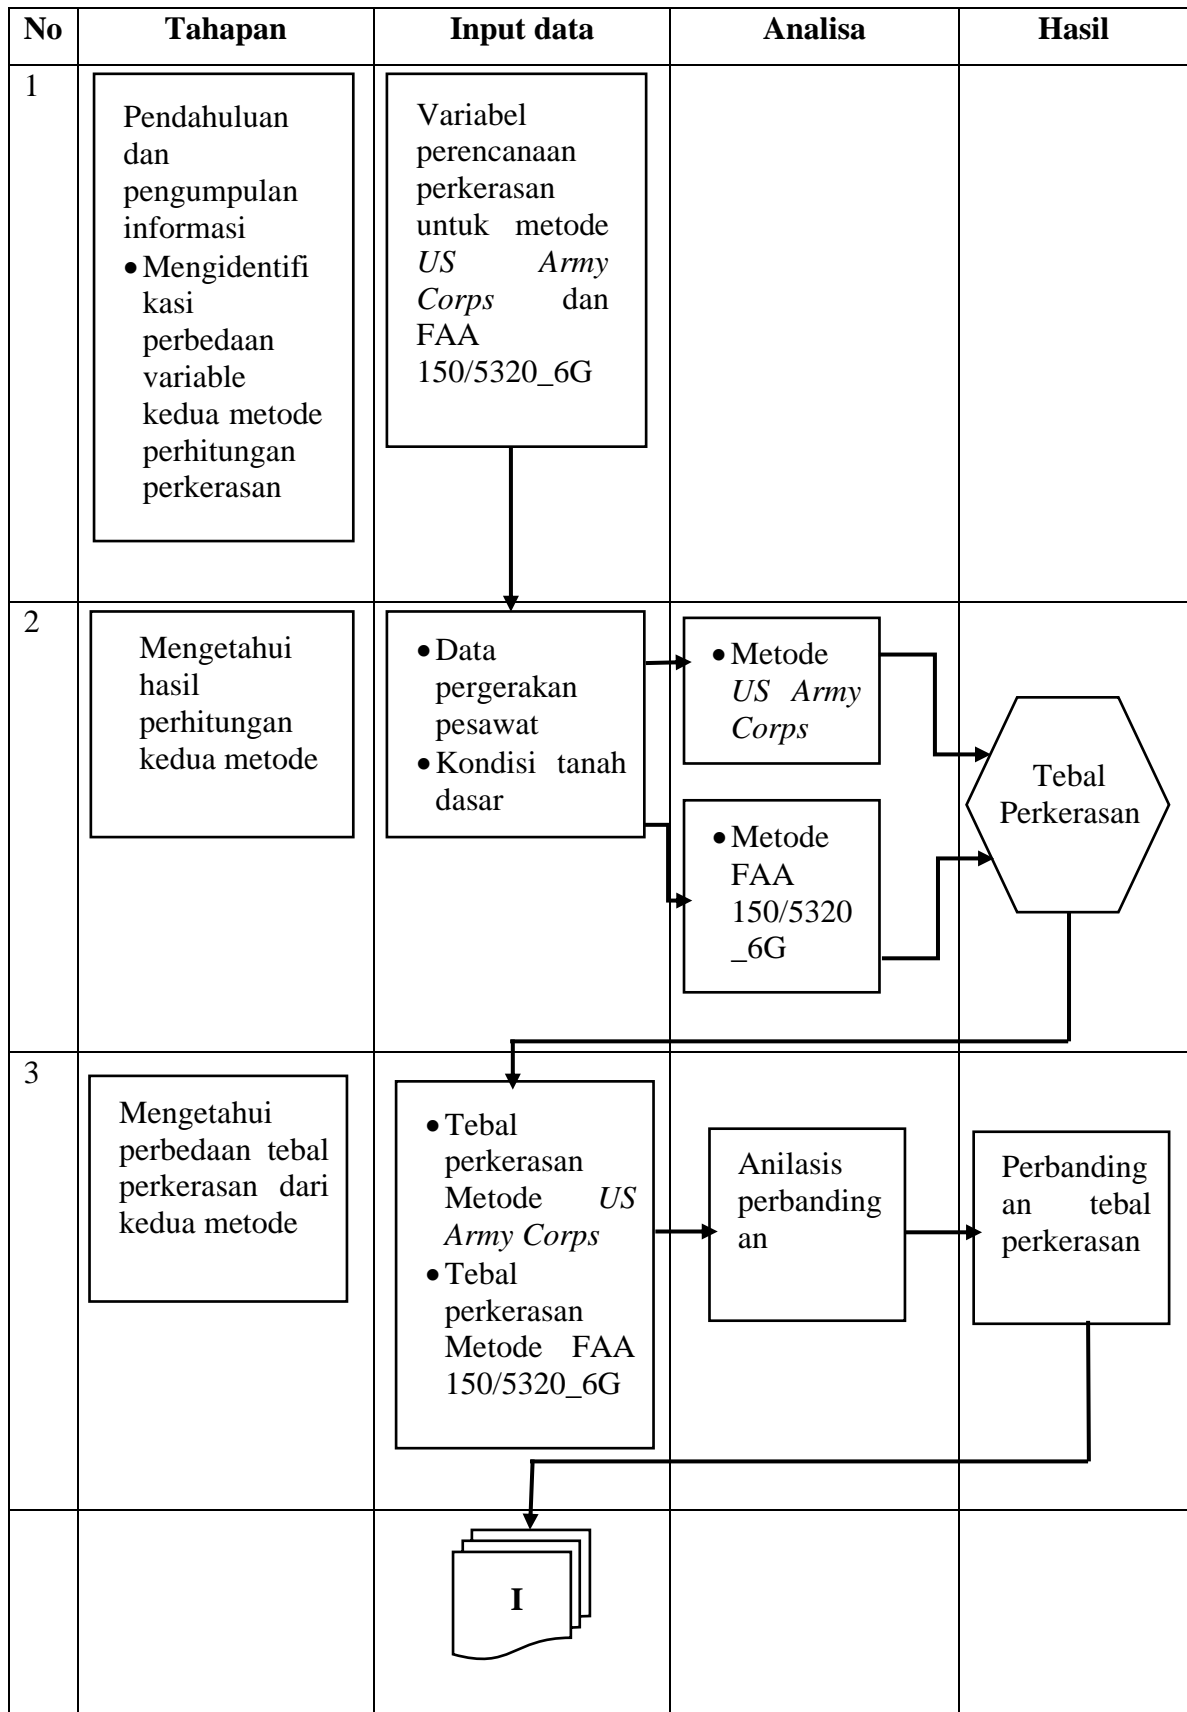 No Tahapan Input data Analisa Hasil
1
Pendahuluan
dan
pengumpulan
informasi
• Mengidentifi
kasi
perbedaan
variable
kedua metode
perhitungan
perkerasan
Variabel
perencanaan
perkerasan
untuk metode
US Army
Corps dan
FAA
150/5320_6G
2
Mengetahui
hasil
perhitungan
kedua metode
• Data
pergerakan
pesawat
• Kondisi tanah
dasar
• Metode
US Army
Corps
• Metode
FAA
150/5320
_6G
Tebal
Perkerasan
3
Mengetahui
perbedaan tebal
perkerasan dari
kedua metode
• Tebal
perkerasan
Metode US
Army Corps
• Tebal
perkerasan
Metode FAA
150/5320_6G
Anilasis
perbanding
an
Perbanding
an tebal
perkerasan
I